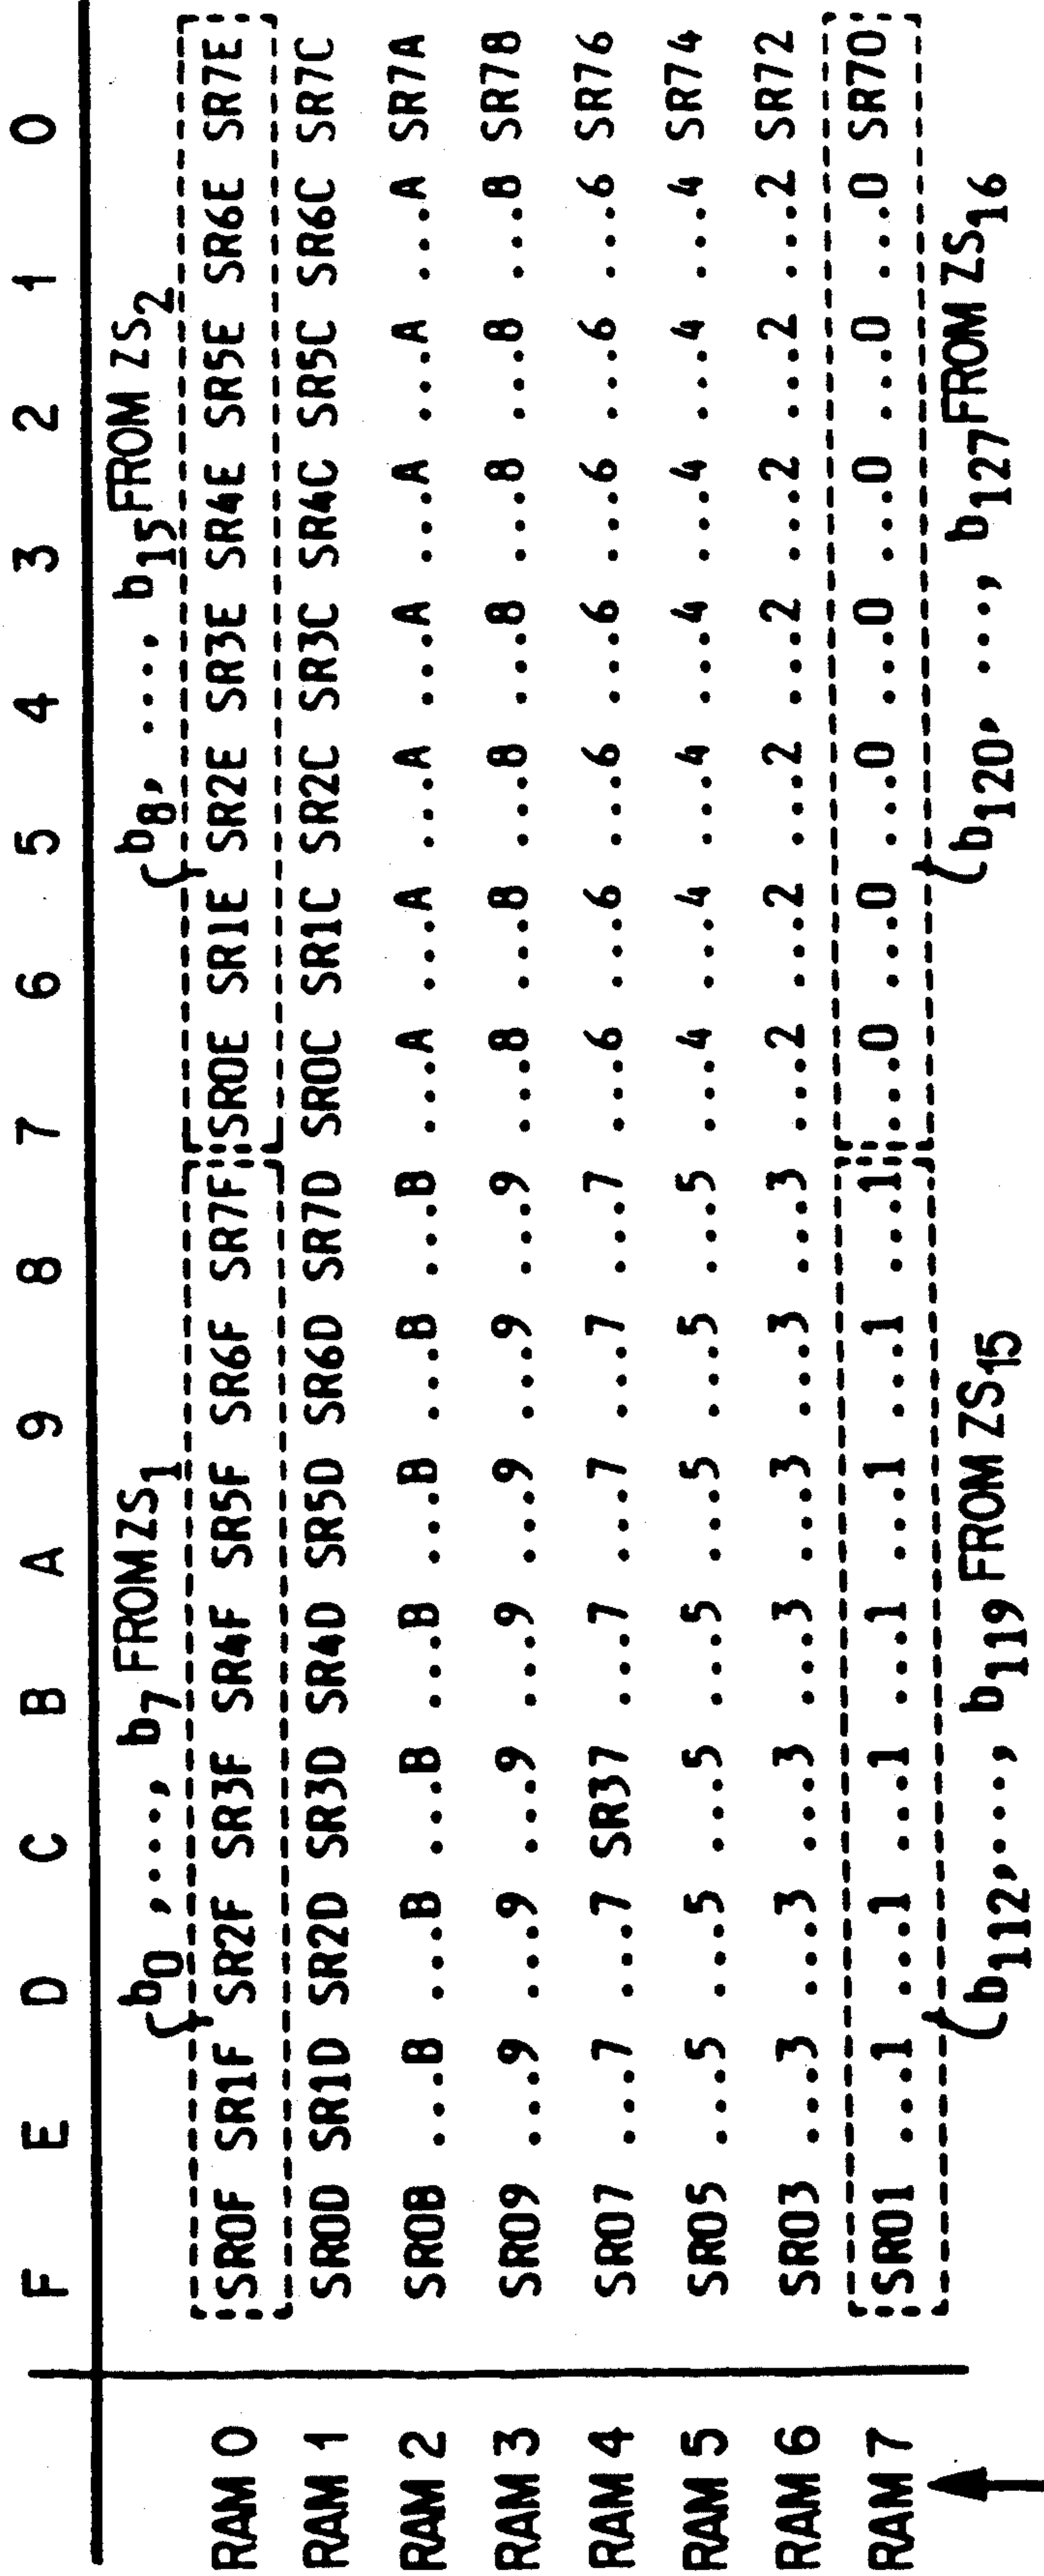 F E D C B A 9 8 7 6 5 4 3 2 1 0
b0 ,...., b7 FROM ZS1 b8, .... b15 FROM ZS2
RAM 0 SR0F SR1F SR2F SR3F SR4F SR5F SR6F SR7F SR0E SR1E SR2E SR3E SR4E SR5E SR6E SR7E
RAM 1 SR0D SR1D SR2D SR3D SR4D SR5D SR6D SR7D SR0C SR1C SR2C SR3C SR4C SR5C SR6C SR7C
RAM 2 SR0B ...B ...B ...B ...B ...B ...B ...B ...A ...A ...A ...A ...A ...A ...A SR7A
RAM 3 SR09 ...9 ...9 ...9 ...9 ...9 ...9 ...9 ...8 ...8 ...8 ...8 ...8 ...8 ...8 SR78
RAM 4 SR07 ...7 ...7 SR37 ...7 ...7 ...7 ...7 ...6 ...6 ...6 ...6 ...6 ...6 ...6 SR76
RAM 5 SR05 ...5 ...5 ...5 ...5 ...5 ...5 ...5 ...4 ...4 ...4 ...4 ...4 ...4 ...4 SR74
RAM 6 SR03 ...3 ...3 ...3 ...3 ...3 ...3 ...3 ...2 ...2 ...2 ...2 ...2 ...2 ...2 SR72
RAM 7 SR01 ...1 ...1 ...1 ...1 ...1 ...1 ...1 ...0 ...0 ...0 ...0 ...0 ...0 ...0 SR70
b112,...., b119 FROM ZS15 b120, ...., b127 FROM ZS16